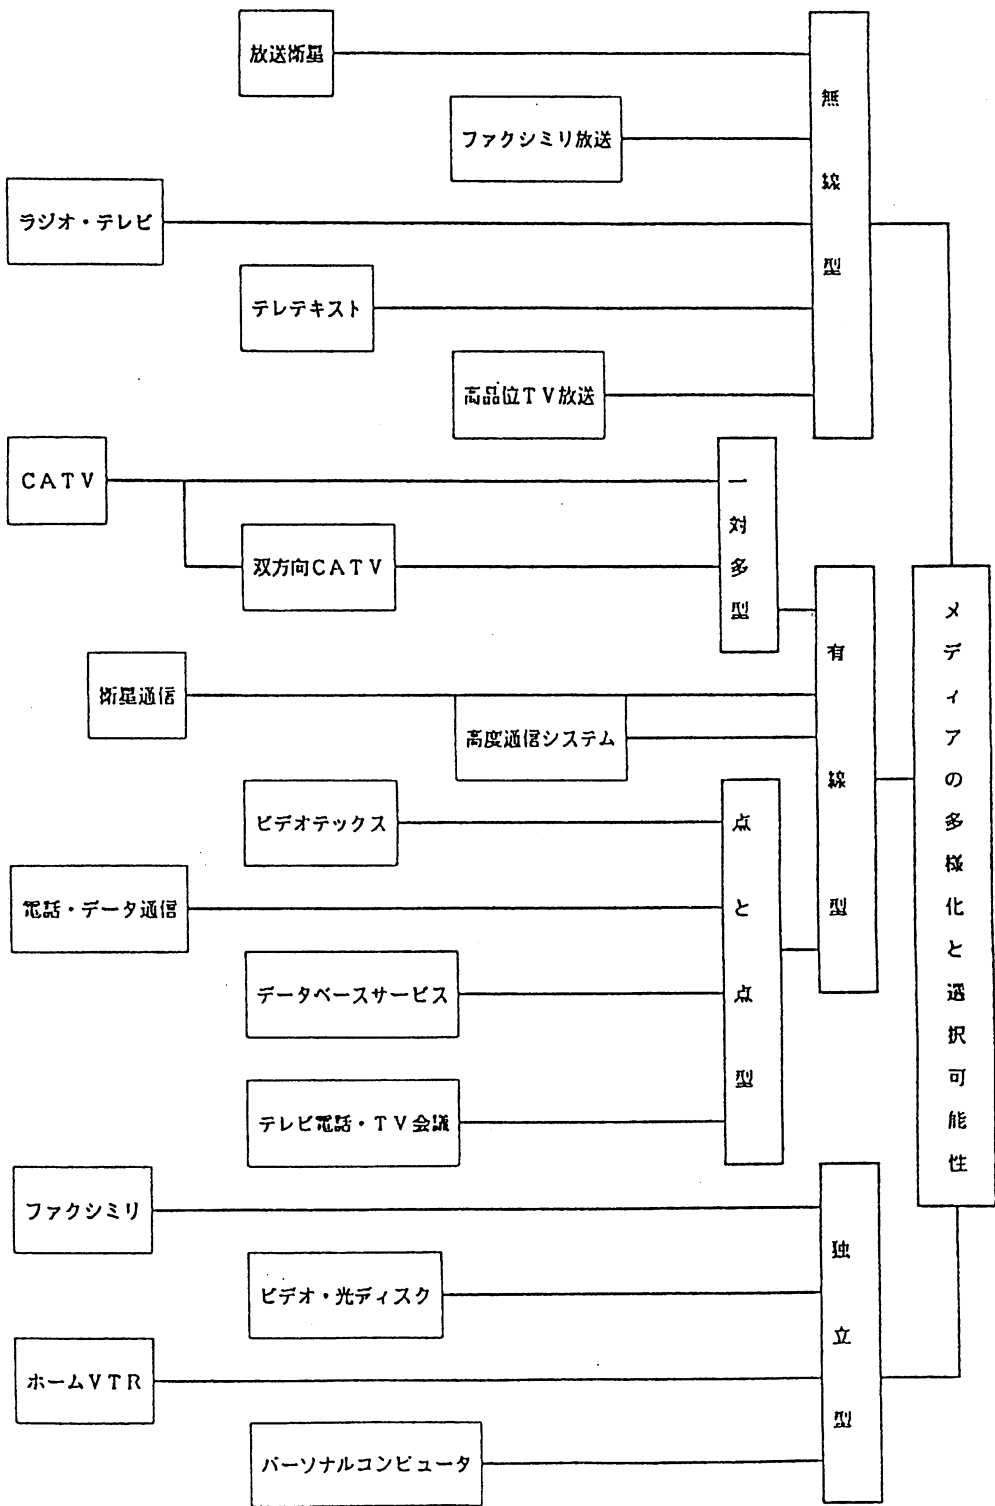 放送衛星
ファクシミリ放送
ラジオ・テレビ
テレテキスト
高品位TV放送
無線型
CATV
双方向CATV
一対多型
衛星通信
高度通信システム
ビデオテックス
電話・データ通信
データベースサービス
テレビ電話・TV会議
点と点型
有線型
ファクシミリ
ビデオ・光ディスク
ホームVTR
パーソナルコンピュータ
独立型
メディアの多様化と選択可能性